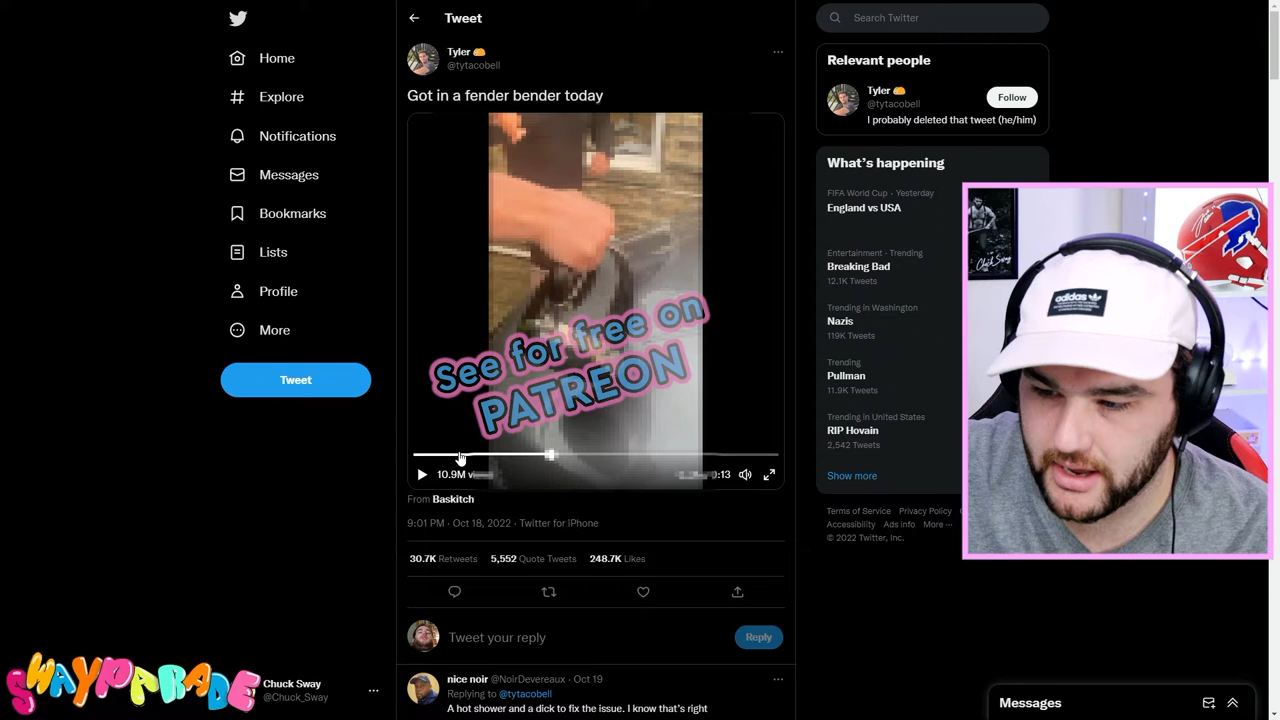 Tweet
Search Twitter
Home
Explore
Notifications
Messages
Bookmarks
Lists
Profile
More
Tweet
Tyler
@tytacobell
Got in a fender bender today
See for free on
PATREON
10.9M
:13
From Baskitch
9:01 PM · Oct 18, 2022 · Twitter for iPhone
30.7K Retweets 5,552 Quote Tweets 248.7K Likes
Tweet your reply
Reply
nice noir @NoirDevereaux · Oct 19
Replying to @tytacobell
A hot shower and a dick to fix the issue. I know that's right
Relevant people
Tyler
@tytacobell
Follow
I probably deleted that tweet (he/him)
What's happening
FIFA World Cup · Yesterday
England vs USA
Entertainment · Trending
Breaking Bad
12.1K Tweets
Trending in Washington
Nazis
119K Tweets
Trending
Pullman
11.9K Tweets
Trending in United States
RIP Hovain
2,542 Tweets
Show more
Terms of Service Privacy Policy
Accessibility Ads info More
© 2022 Twitter, Inc.
Chuck Sway
adidas
SWAYPARADE
Chuck Sway
@Chuck_Sway
Messages